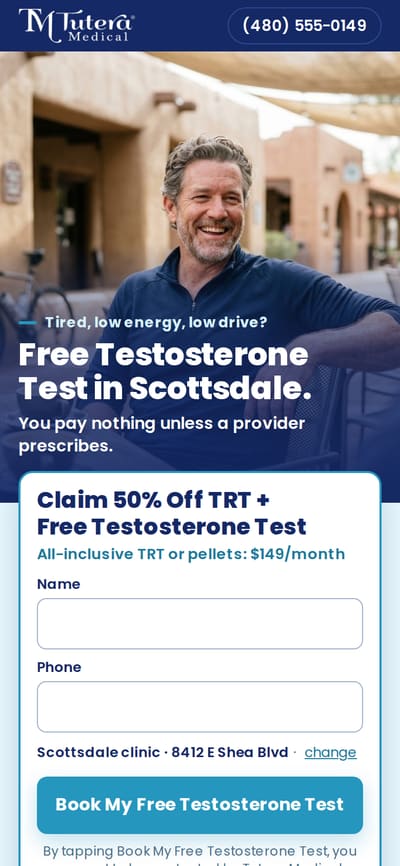 TM Tutera®
Medical
(480) 555-0149
Tired, low energy, low drive?
Free Testosterone
Test in Scottsdale.
You pay nothing unless a provider
prescribes.
Claim 50% Off TRT +
Free Testosterone Test
All-inclusive TRT or pellets: $149/month
Name
Phone
Scottsdale clinic · 8412 E Shea Blvd · change
Book My Free Testosterone Test
By tapping Book My Free Testosterone Test, you